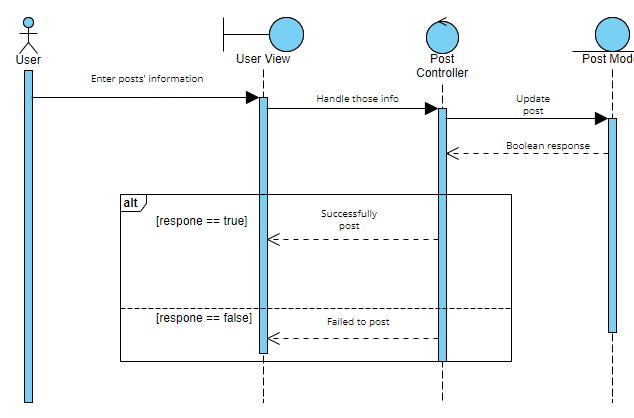 User
User View
Post
Controller
Post Mode
Enter posts' information
Handle those info
Update
post
Boolean response
alt
[respone == true]
Successfully
post
[respone == false]
Failed to post